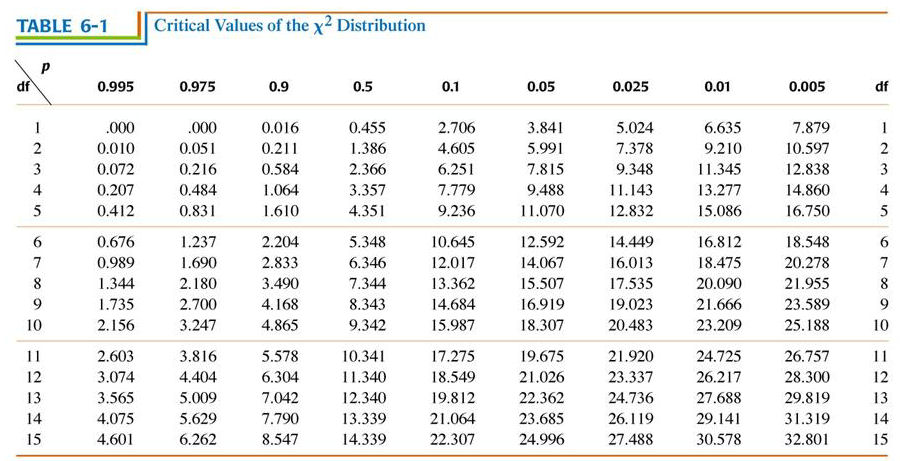 TABLE 6-1 Critical Values of the χ² Distribution
p
df 0.995 0.975 0.9 0.5 0.1 0.05 0.025 0.01 0.005 df
1 .000 .000 0.016 0.455 2.706 3.841 5.024 6.635 7.879 1
2 0.010 0.051 0.211 1.386 4.605 5.991 7.378 9.210 10.597 2
3 0.072 0.216 0.584 2.366 6.251 7.815 9.348 11.345 12.838 3
4 0.207 0.484 1.064 3.357 7.779 9.488 11.143 13.277 14.860 4
5 0.412 0.831 1.610 4.351 9.236 11.070 12.832 15.086 16.750 5
6 0.676 1.237 2.204 5.348 10.645 12.592 14.449 16.812 18.548 6
7 0.989 1.690 2.833 6.346 12.017 14.067 16.013 18.475 20.278 7
8 1.344 2.180 3.490 7.344 13.362 15.507 17.535 20.090 21.955 8
9 1.735 2.700 4.168 8.343 14.684 16.919 19.023 21.666 23.589 9
10 2.156 3.247 4.865 9.342 15.987 18.307 20.483 23.209 25.188 10
11 2.603 3.816 5.578 10.341 17.275 19.675 21.920 24.725 26.757 11
12 3.074 4.404 6.304 11.340 18.549 21.026 23.337 26.217 28.300 12
13 3.565 5.009 7.042 12.340 19.812 22.362 24.736 27.688 29.819 13
14 4.075 5.629 7.790 13.339 21.064 23.685 26.119 29.141 31.319 14
15 4.601 6.262 8.547 14.339 22.307 24.996 27.488 30.578 32.801 15